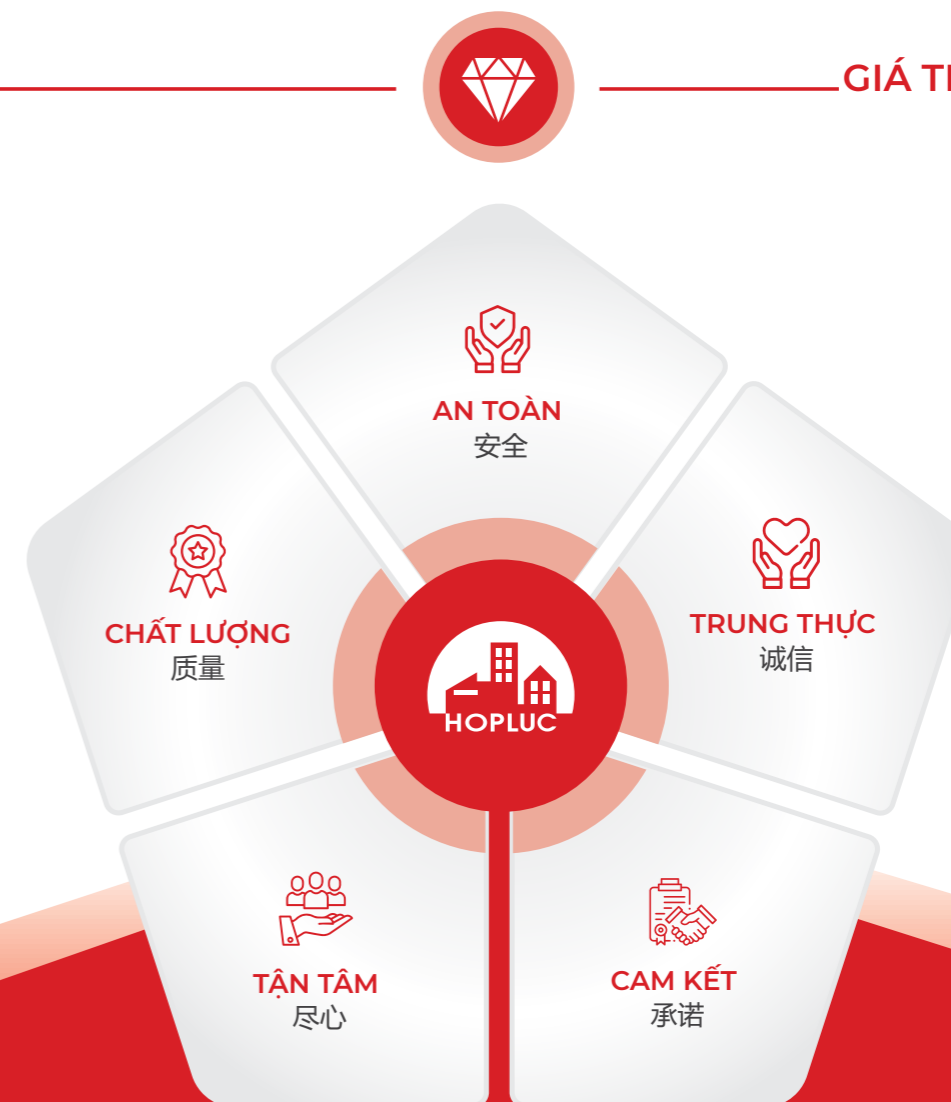 GIÁ
AN TOÀN
安全
CHẤT LƯỢNG
质量
TRUNG THỰC
诚信
HOPLUC
TẬN TÂM
尽心
CAM KẾT
承诺